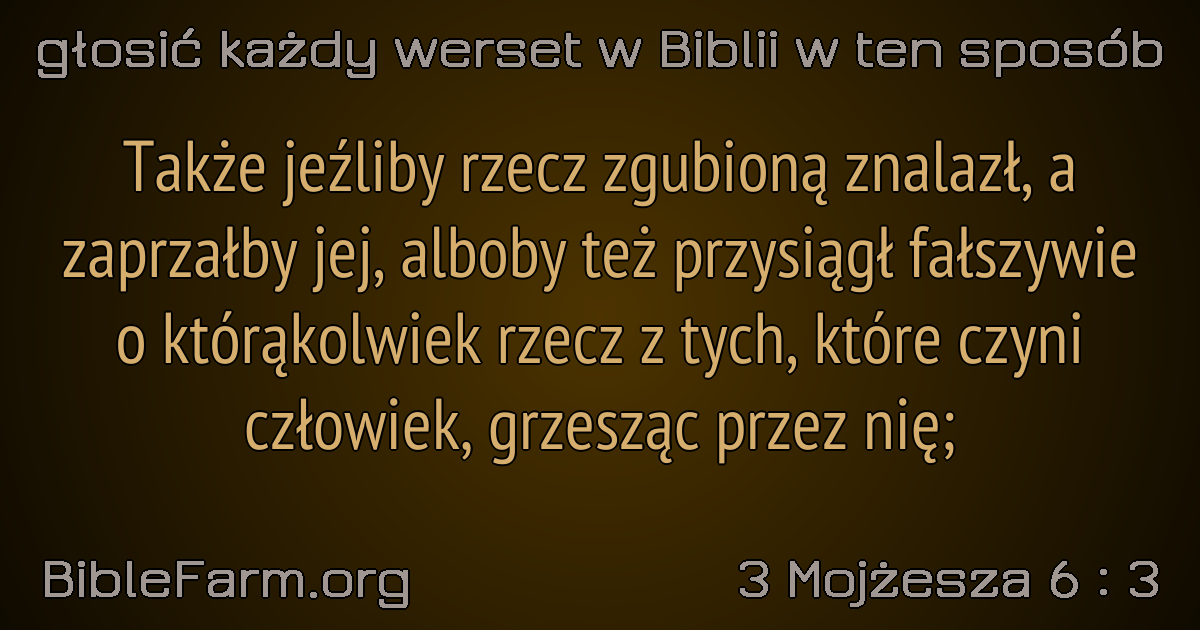 głosić każdy werset w Biblii w ten sposób
Także jeźliby rzecz zgubioną znalazł, a
zaprzałby jej, alboby też przysiągł fałszywie
o którąkolwiek rzecz z tych, które czyni
człowiek, grzesząc przez nię;
BibleFarm.org
3 Mojżesza 6 : 3